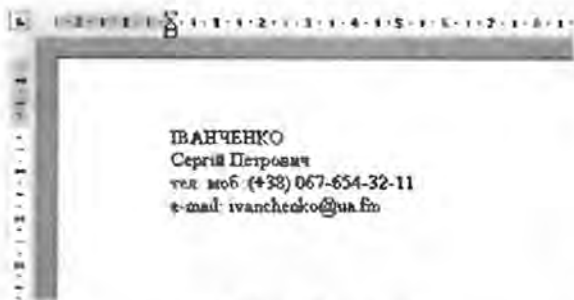 ІВАНЧЕНКО
Сергій Петрович
тел. моб. (+38) 067-654-32-11
e-mail: ivanchenko@ua.fm